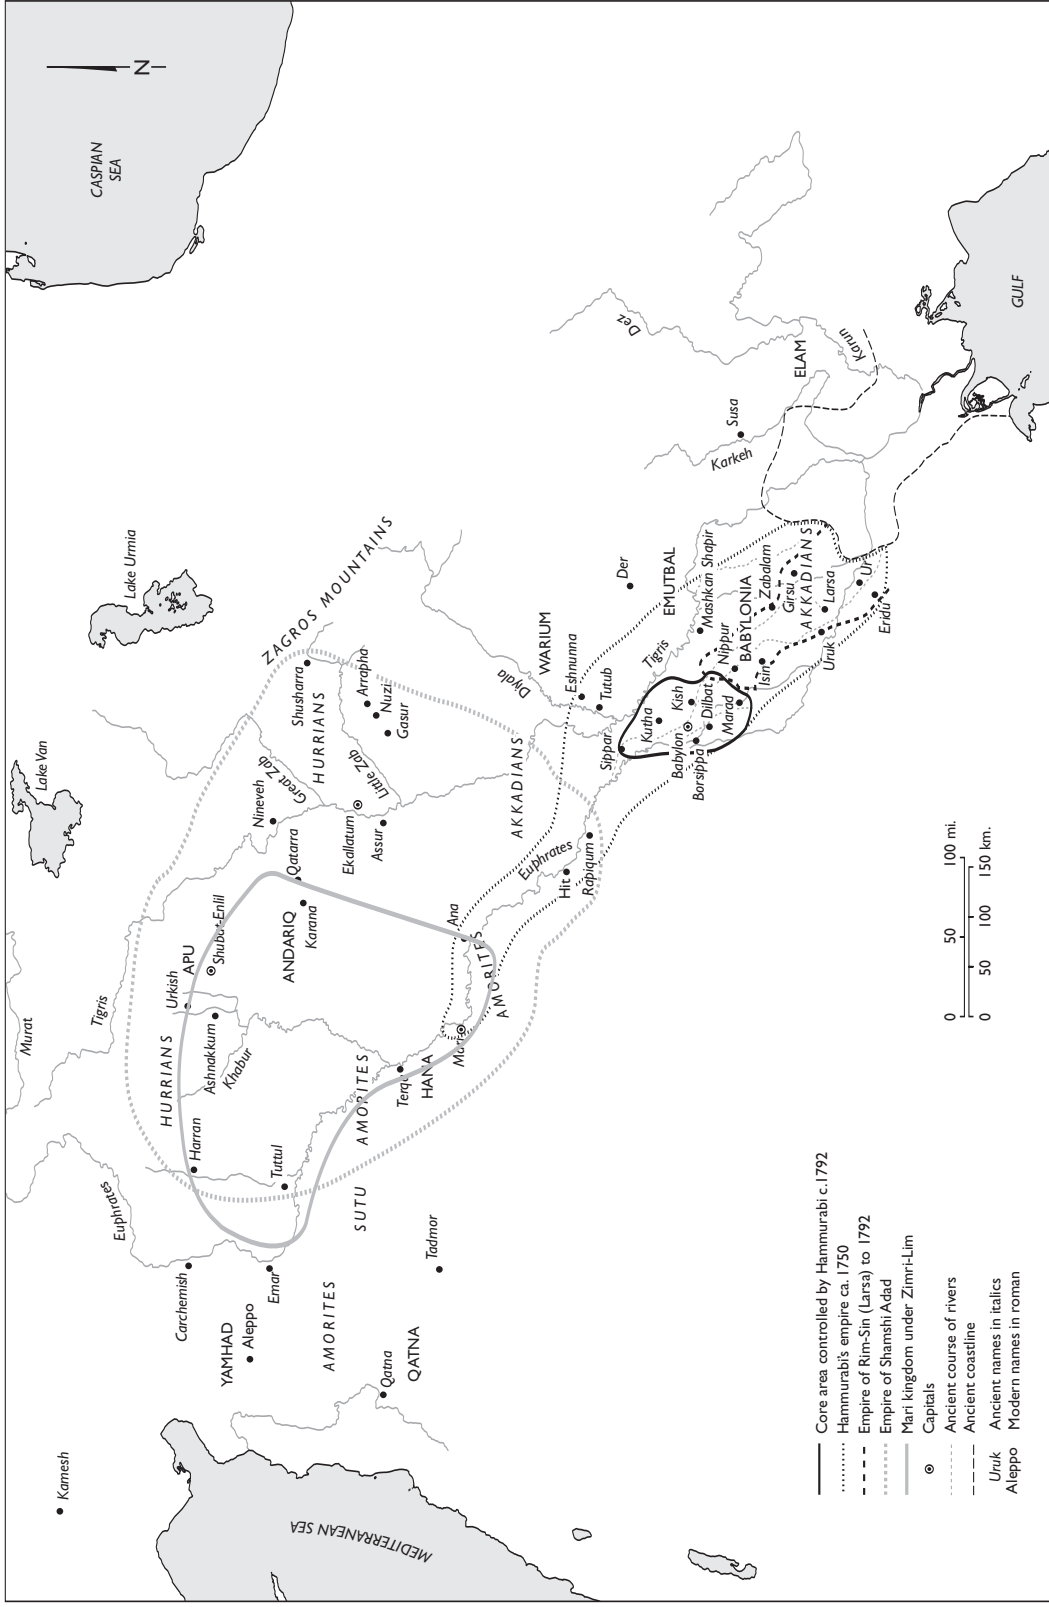 Kamesh
MEDITERRANEAN SEA
Carchemish
YAMHAD
Aleppo
Emar
AMORITES
Qatna
QATNA
Tadmor
SUTU
Euphrates
Harran
Tuttul
HURRIANS
Murat
Tigris
Urkish
APU
Ashnakkum
Shubat-Enlil
Khabur
ANDARIQ
Karana
Qatarra
AMORITES
Terqa
HANA
Mari
AMORITES
Ana
Lake Van
Lake Urmia
CASPIAN
SEA
N
Nineveh
Great Zab
HURRIANS
Shusharra
ZAGROS MOUNTAINS
Ekallatum
Little Zab
Assur
Arrapha
Nuzi
Gasur
AKKADIANS
Euphrates
Hit
Rapiqum
Diyala
WARIUM
Eshnunna
Tutub
Der
Sippar
Tigris
EMUTBAL
Kutha
Kish
Babylon
Borsippa
Dilbat
Marad
Mashkan Shapir
Nippur
BABYLONIA
Isin
Zabalam
Girsu
AKKADIANS
Larsa
Uruk
Ur
Eridu
Susa
Karkeh
Dez
ELAM
Karun
GULF
0 50 100 mi.
0 50 100 150 km.
Core area controlled by Hammurabi c.1792
Hammurabi's empire ca. 1750
Empire of Rim-Sin (Larsa) to 1792
Empire of Shamshi Adad
Mari kingdom under Zimri-Lim
Capitals
Ancient course of rivers
Ancient coastline
Uruk Ancient names in italics
Aleppo Modern names in roman